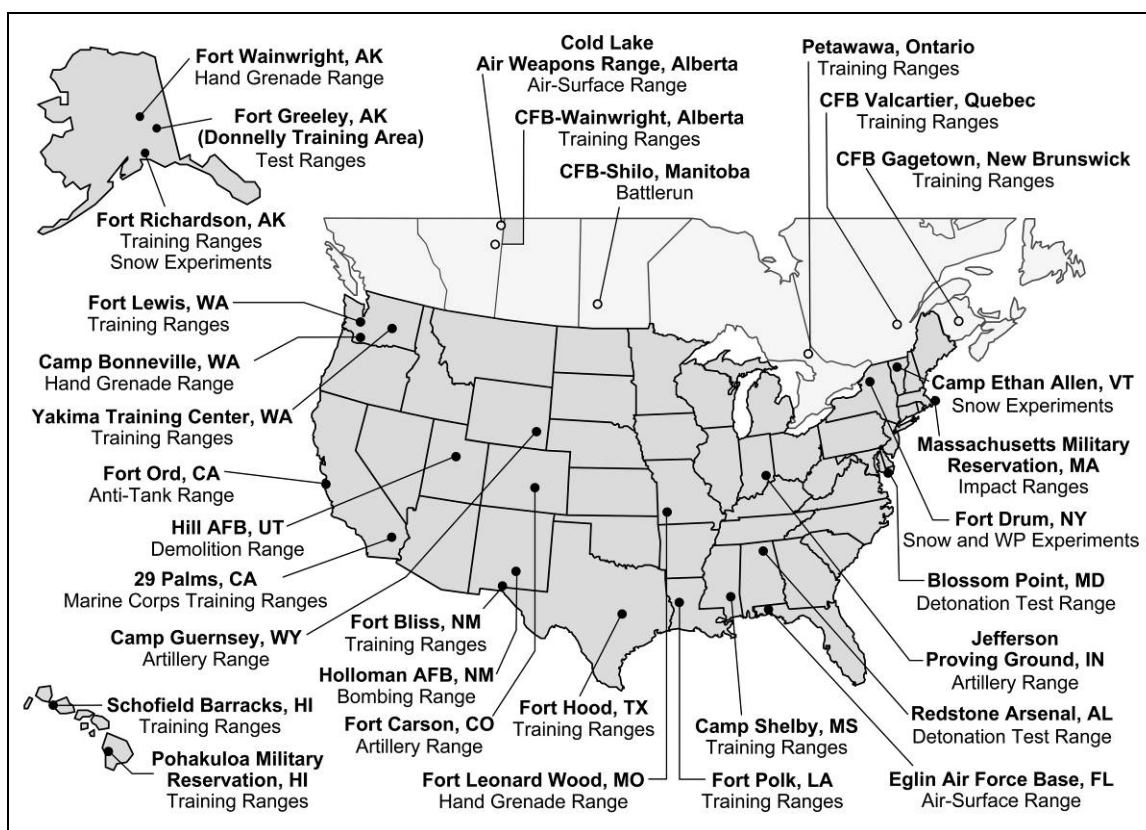 Fort Wainwright, AK
Hand Grenade Range
Fort Greeley, AK
(Donnelly Training Area)
Test Ranges
Fort Richardson, AK
Training Ranges
Snow Experiments
Cold Lake
Air Weapons Range, Alberta
Air-Surface Range
CFB-Wainwright, Alberta
Training Ranges
CFB-Shilo, Manitoba
Battlerun
Petawawa, Ontario
Training Ranges
CFB Valcartier, Quebec
Training Ranges
CFB Gagetown, New Brunswick
Training Ranges
Fort Lewis, WA
Training Ranges
Camp Bonneville, WA
Hand Grenade Range
Yakima Training Center, WA
Training Ranges
Fort Ord, CA
Anti-Tank Range
Hill AFB, UT
Demolition Range
29 Palms, CA
Marine Corps Training Ranges
Camp Guernsey, WY
Artillery Range
Schofield Barracks, HI
Training Ranges
Pohakuloa Military
Reservation, HI
Training Ranges
Fort Bliss, NM
Training Ranges
Holloman AFB, NM
Bombing Range
Fort Carson, CO
Artillery Range
Fort Hood, TX
Training Ranges
Fort Leonard Wood, MO
Hand Grenade Range
Camp Shelby, MS
Training Ranges
Fort Polk, LA
Training Ranges
Camp Ethan Allen, VT
Snow Experiments
Massachusetts Military
Reservation, MA
Impact Ranges
Fort Drum, NY
Snow and WP Experiments
Blossom Point, MD
Detonation Test Range
Jefferson
Proving Ground, IN
Artillery Range
Redstone Arsenal, AL
Detonation Test Range
Eglin Air Force Base, FL
Air-Surface Range